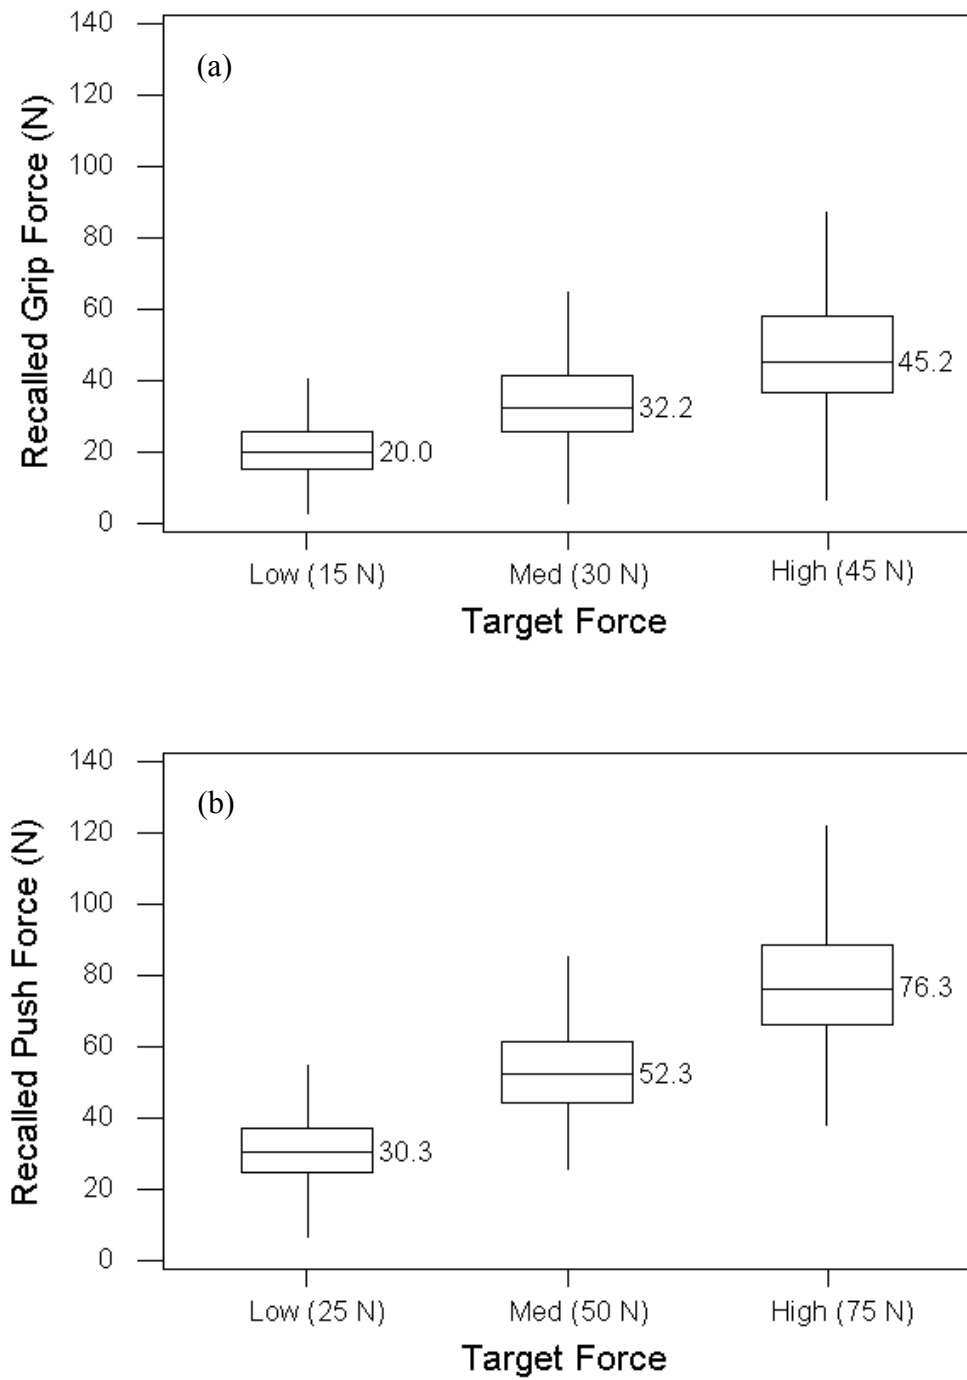 (a)
Recalled Grip Force (N)
140
120
100
80
60
40
20
0
20.0
32.2
45.2
Low (15 N) Med (30 N) High (45 N)
Target Force
(b)
Recalled Push Force (N)
140
120
100
80
60
40
20
0
30.3
52.3
76.3
Low (25 N) Med (50 N) High (75 N)
Target Force